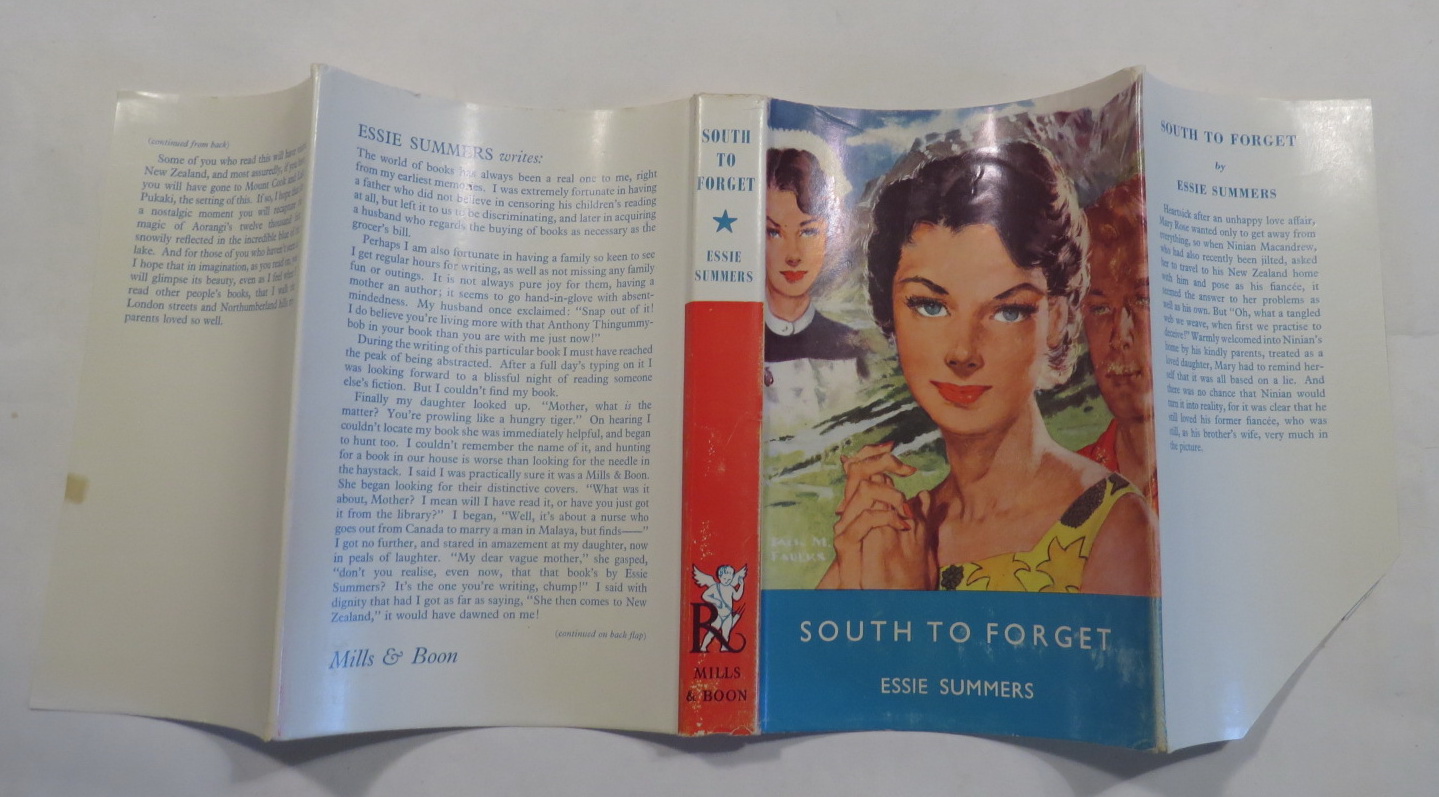 (continued from back)
Some of you who read this will have
New Zealand, and most assuredly, if
you will have gone to Mount Cook and
Pukaki, the setting of this. If so, I hope
a nostalgic moment you will
magic of Aorangi's twelve thousand
snowily reflected in the incredible blue
lake. And for those of you who haven't
I hope that in imagination, as you read
will glimpse its beauty, even as I feel
read other people's books, that I walk
London streets and Northumberland hills
parents loved so well.
ESSIE SUMMERS writes:
The world of books has always been a real one to me, right
from my earliest memories. I was extremely fortunate in having
a father who did not believe in censoring his children's reading
at all, but left it to us to be discriminating, and later in acquiring
a husband who regards the buying of books as necessary as the
grocer's bill.
Perhaps I am also fortunate in having a family so keen to see
I get regular hours for writing, as well as not missing any family
fun or outings. It is not always pure joy for them, having a
mother an author; it seems to go hand-in-glove with absent-
mindedness. My husband once exclaimed: "Snap out of it!
I do believe you're living more with that Anthony Thingummy-
bob in your book than you are with me just now!"
During the writing of this particular book I must have reached
the peak of being abstracted. After a full day's typing on it I
was looking forward to a blissful night of reading someone
else's fiction. But I couldn't find my book.
Finally my daughter looked up. "Mother, what is the
matter? You're prowling like a hungry tiger." On hearing I
couldn't locate my book she was immediately helpful, and began
to hunt too. I couldn't remember the name of it, and hunting
for a book in our house is worse than looking for the needle in
the haystack. I said I was practically sure it was a Mills & Boon.
She began looking for their distinctive covers. "What was it
about, Mother? I mean will I have read it, or have you just got
it from the library?" I began, "Well, it's about a nurse who
goes out from Canada to marry a man in Malaya, but finds——"
I got no further, and stared in amazement at my daughter, now
in peals of laughter. "My dear vague mother," she gasped,
"don't you realise, even now, that that book's by Essie
Summers? It's the one you're writing, chump!" I said with
dignity that had I got as far as saying, "She then comes to New
Zealand," it would have dawned on me!
(continued on back flap)
Mills & Boon
SOUTH
TO
FORGET
ESSIE
SUMMERS
R
MILLS
& BOON
JACK M.
FAULKS
SOUTH TO FORGET
ESSIE SUMMERS
SOUTH TO FORGET
by
ESSIE SUMMERS
Heartsick after an unhappy love affair,
Mary Rose wanted only to get away from
everything, so when Ninian Macandrew,
who had also recently been jilted, asked
her to travel to his New Zealand home
with him and pose as his fiancée, it
seemed the answer to her problems as
well as his own. But "Oh, what a tangled
web we weave, when first we practise to
deceive!" Warmly welcomed into Ninian's
home by his kindly parents, treated as a
loved daughter, Mary had to remind her-
self that it was all based on a lie. And
there was no chance that Ninian would
turn it into reality, for it was clear that he
still loved his former fiancée, who was
still, as his brother's wife, very much in
the picture.